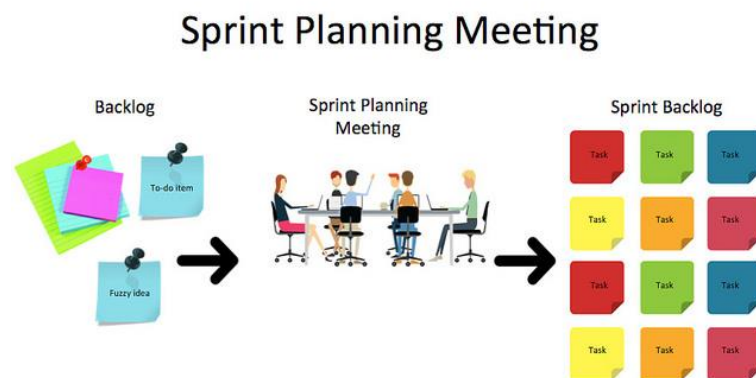 Sprint Planning Meeting
Backlog
Sprint Planning
Meeting
Sprint Backlog
To-do item
Fuzzy idea
Task
Task
Task
Task
Task
Task
Task
Task
Task
Task
Task
Task